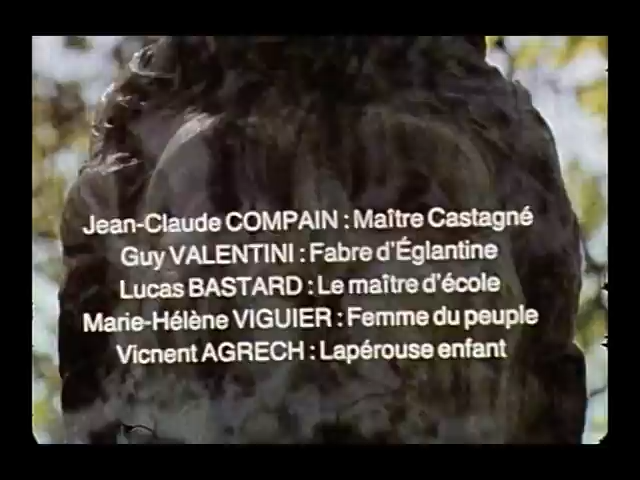 Jean-Claude COMPAIN : Maître Castagné
Guy VALENTINI : Fabre d'Églantine
Lucas BASTARD : Le maître d'école
Marie-Hélène VIGUIER : Femme du peuple
Vicnent AGRECH : Lapérouse enfant